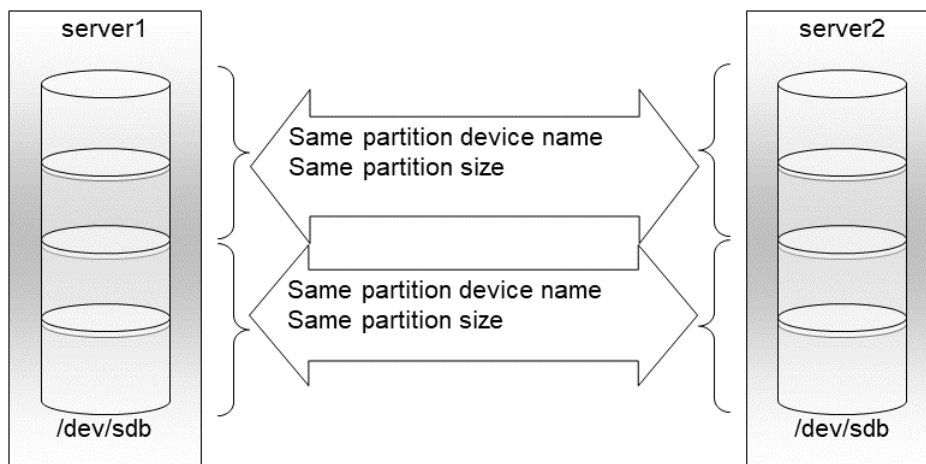 server1
server2
Same partition device name
Same partition size
Same partition device name
Same partition size
/dev/sdb
/dev/sdb